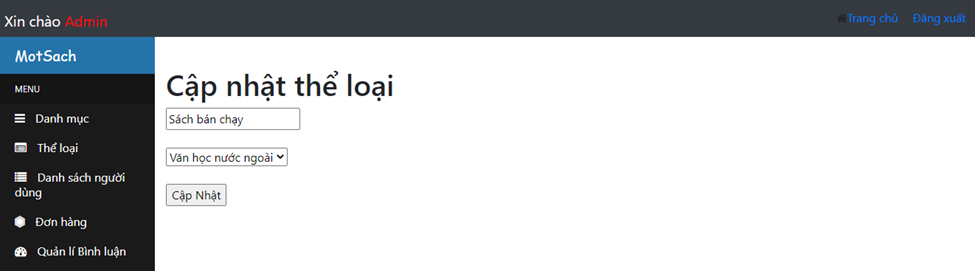 Xin chào Admin
Trang chủ Đăng xuất
MotSach
MENU
Danh mục
Thể loại
Danh sách người
dùng
Đơn hàng
Quản lí Bình luận
Cập nhật thể loại
Sách bán chạy
Văn học nước ngoài
Cập Nhật